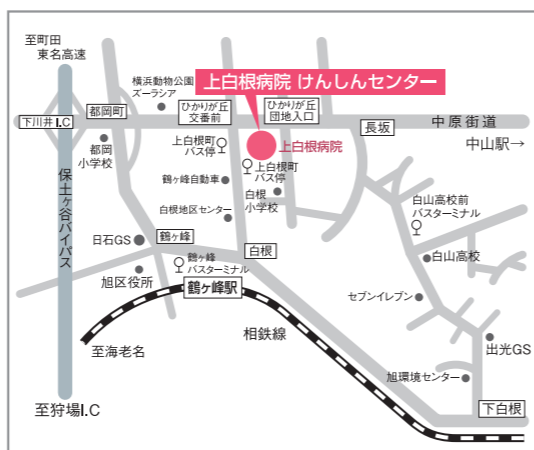 至町田
東名高速
横浜動物公園
ズーラシア
上白根病院 けんしんセンター
下川井I.C
都岡町
ひかりが丘
交番前
ひかりが丘
団地入口
長坂
中原街道
中山駅→
都岡
小学校
上白根町
バス停
上白根病院
上白根町
バス停
鶴ヶ峰自動車
白根
小学校
白根地区センター
白山高校前
バスターミナル
保土ヶ谷バイパス
日石GS
鶴ヶ峰
白根
白山高校
旭区役所
鶴ヶ峰
バスターミナル
鶴ヶ峰駅
セブンイレブン
相鉄線
至海老名
出光GS
旭環境センター
至狩場I.C
下白根